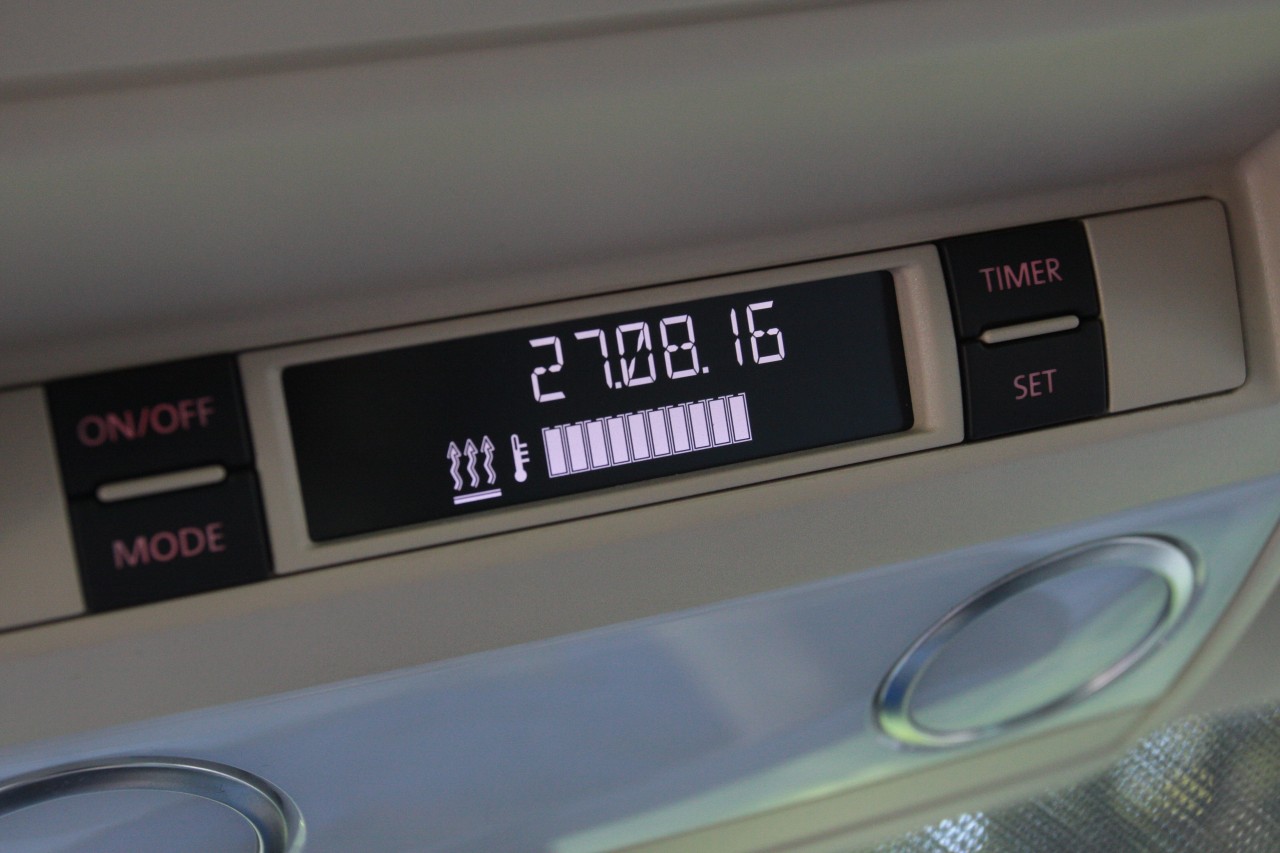 ON/OFF
MODE
27.08.16
TIMER
SET